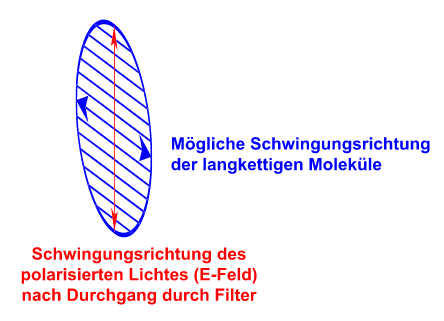 Mögliche Schwingungsrichtung
der langkettigen Moleküle
Schwingungsrichtung des
polarisierten Lichtes (E-Feld)
nach Durchgang durch Filter